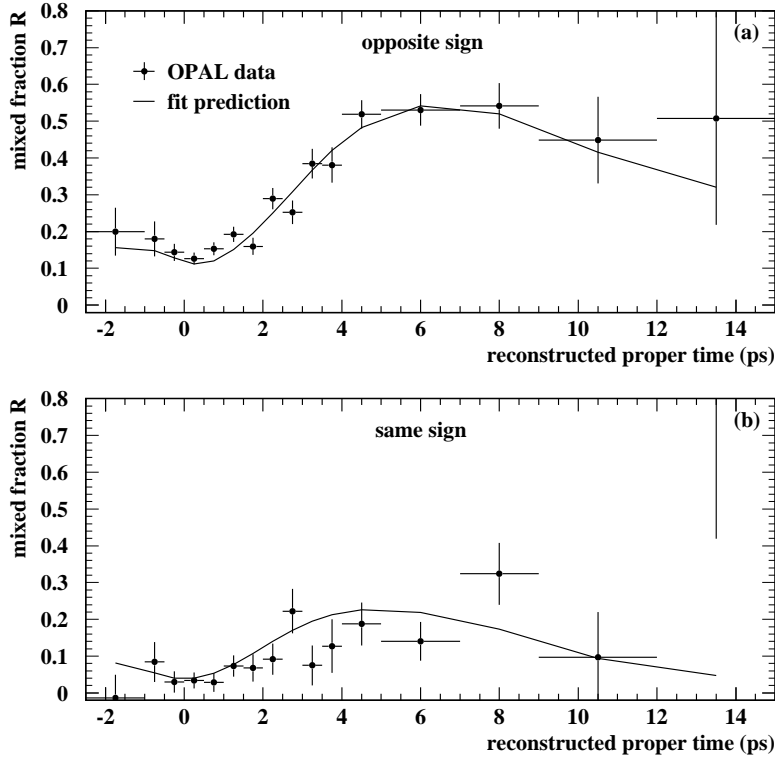 mixed fraction R
(a)
opposite sign
OPAL data
fit prediction
0.8
0.7
0.6
0.5
0.4
0.3
0.2
0.1
0
-2 0 2 4 6 8 10 12 14
reconstructed proper time (ps)
mixed fraction R
(b)
same sign
0.8
0.7
0.6
0.5
0.4
0.3
0.2
0.1
0
-2 0 2 4 6 8 10 12 14
reconstructed proper time (ps)